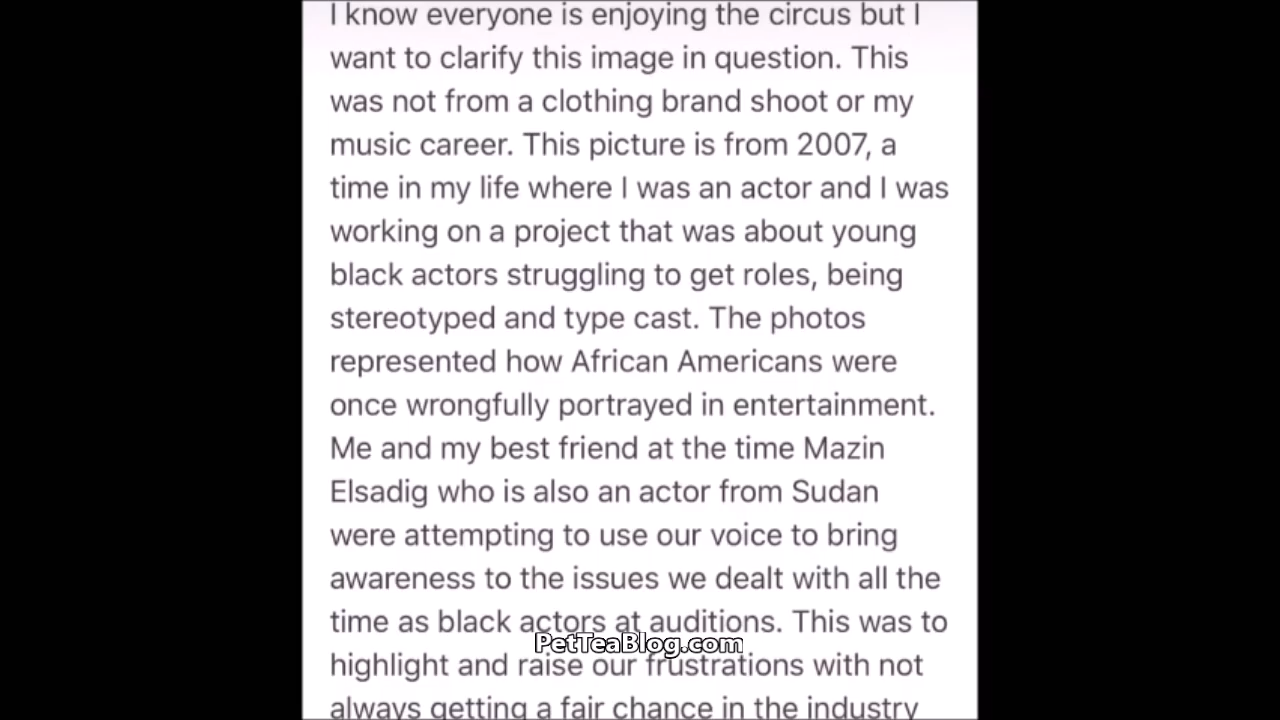 I know everyone is enjoying the circus but I
want to clarify this image in question. This
was not from a clothing brand shoot or my
music career. This picture is from 2007, a
time in my life where I was an actor and I was
working on a project that was about young
black actors struggling to get roles, being
stereotyped and type cast. The photos
represented how African Americans were
once wrongfully portrayed in entertainment.
Me and my best friend at the time Mazin
Elsadig who is also an actor from Sudan
were attempting to use our voice to bring
awareness to the issues we dealt with all the
time as black actors at auditions. This was to
PetTeaBlog.com
highlight and raise our frustrations with not
always getting a fair chance in the industry